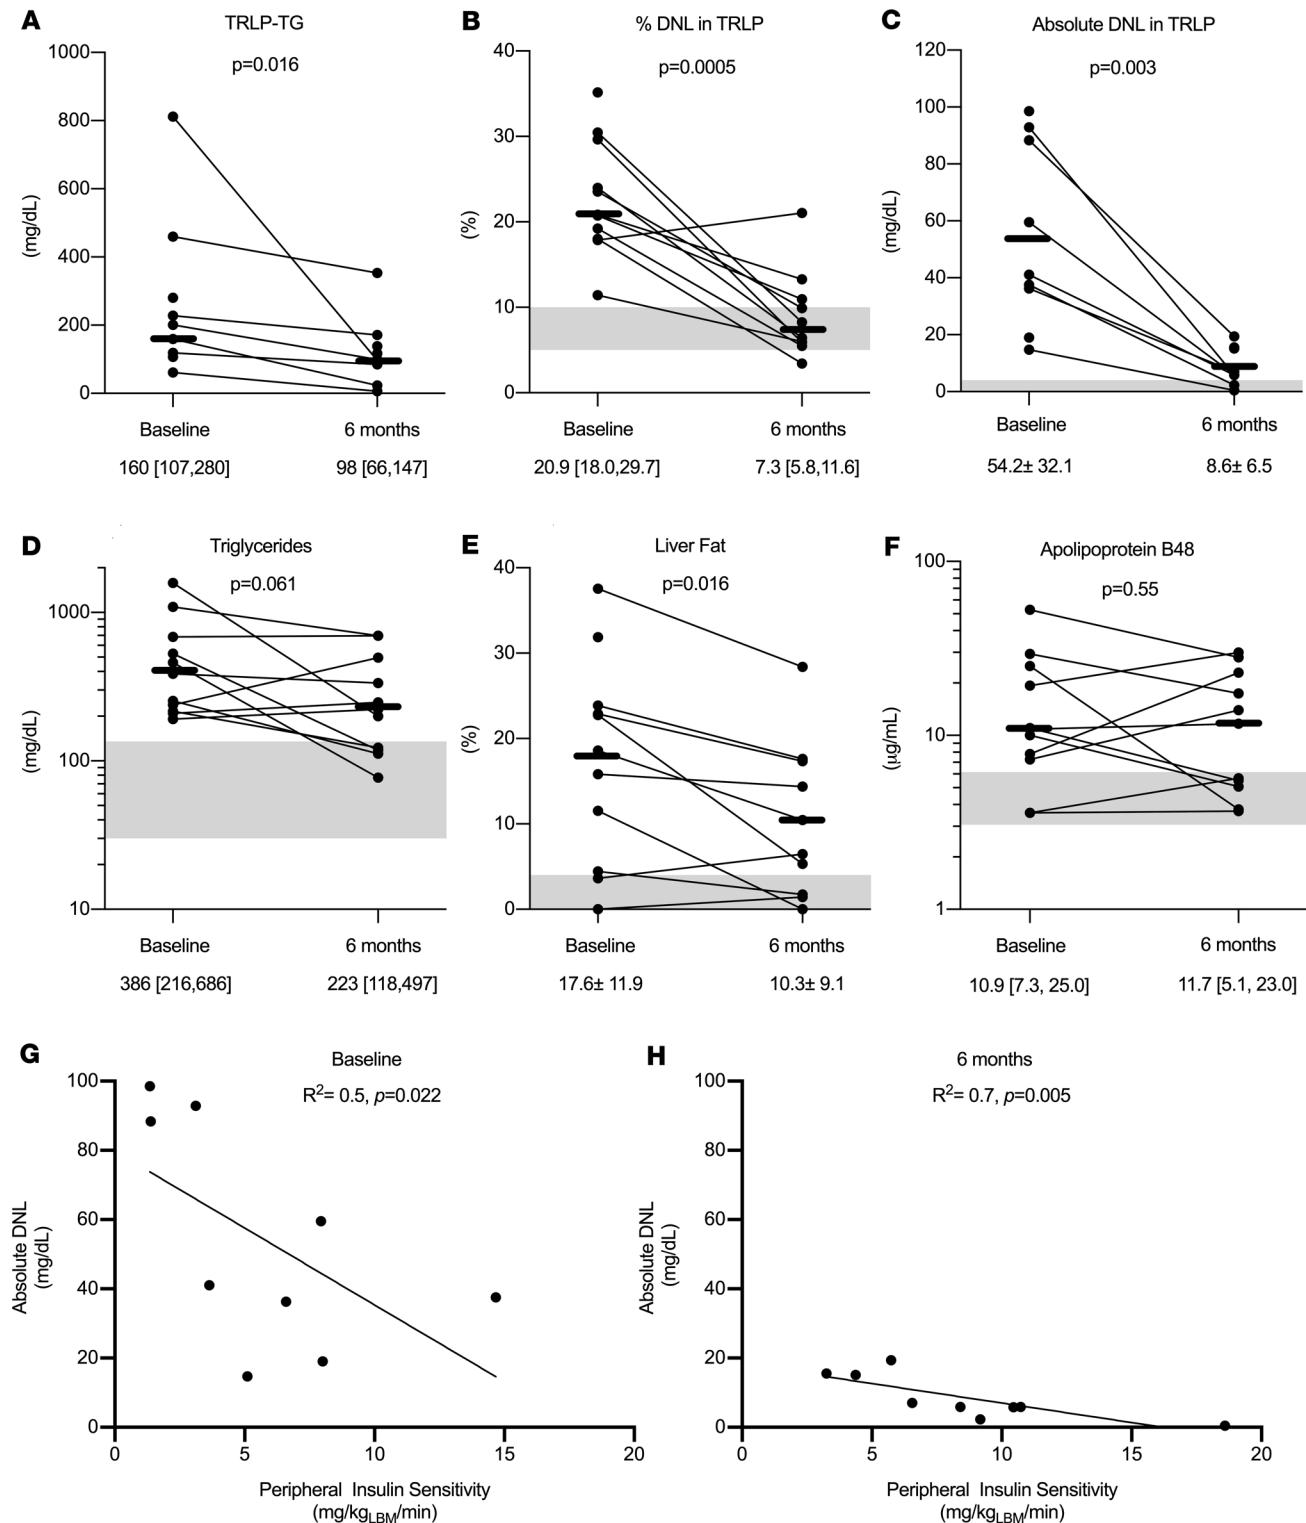 A
TRLP-TG
p=0.016
1000
800
600
400
200
0
(mg/dL)
Baseline
6 months
160 [107,280]
98 [66,147]
B
% DNL in TRLP
p=0.0005
40
30
20
10
0
(%)
Baseline
6 months
20.9 [18.0,29.7]
7.3 [5.8,11.6]
C
Absolute DNL in TRLP
p=0.003
120
100
80
60
40
20
0
(mg/dL)
Baseline
6 months
54.2± 32.1
8.6± 6.5
D
Triglycerides
p=0.061
1000
100
10
(mg/dL)
Baseline
6 months
386 [216,686]
223 [118,497]
E
Liver Fat
p=0.016
40
30
20
10
0
(%)
Baseline
6 months
17.6± 11.9
10.3± 9.1
F
Apolipoprotein B48
p=0.55
100
10
1
(μg/mL)
Baseline
6 months
10.9 [7.3, 25.0]
11.7 [5.1, 23.0]
G
Baseline
R²= 0.5, p=0.022
100
80
60
40
20
0
Absolute DNL
(mg/dL)
0 5 10 15 20
Peripheral Insulin Sensitivity
(mg/kgLBM/min)
H
6 months
R²= 0.7, p=0.005
100
80
60
40
20
0
Absolute DNL
(mg/dL)
0 5 10 15 20
Peripheral Insulin Sensitivity
(mg/kgLBM/min)